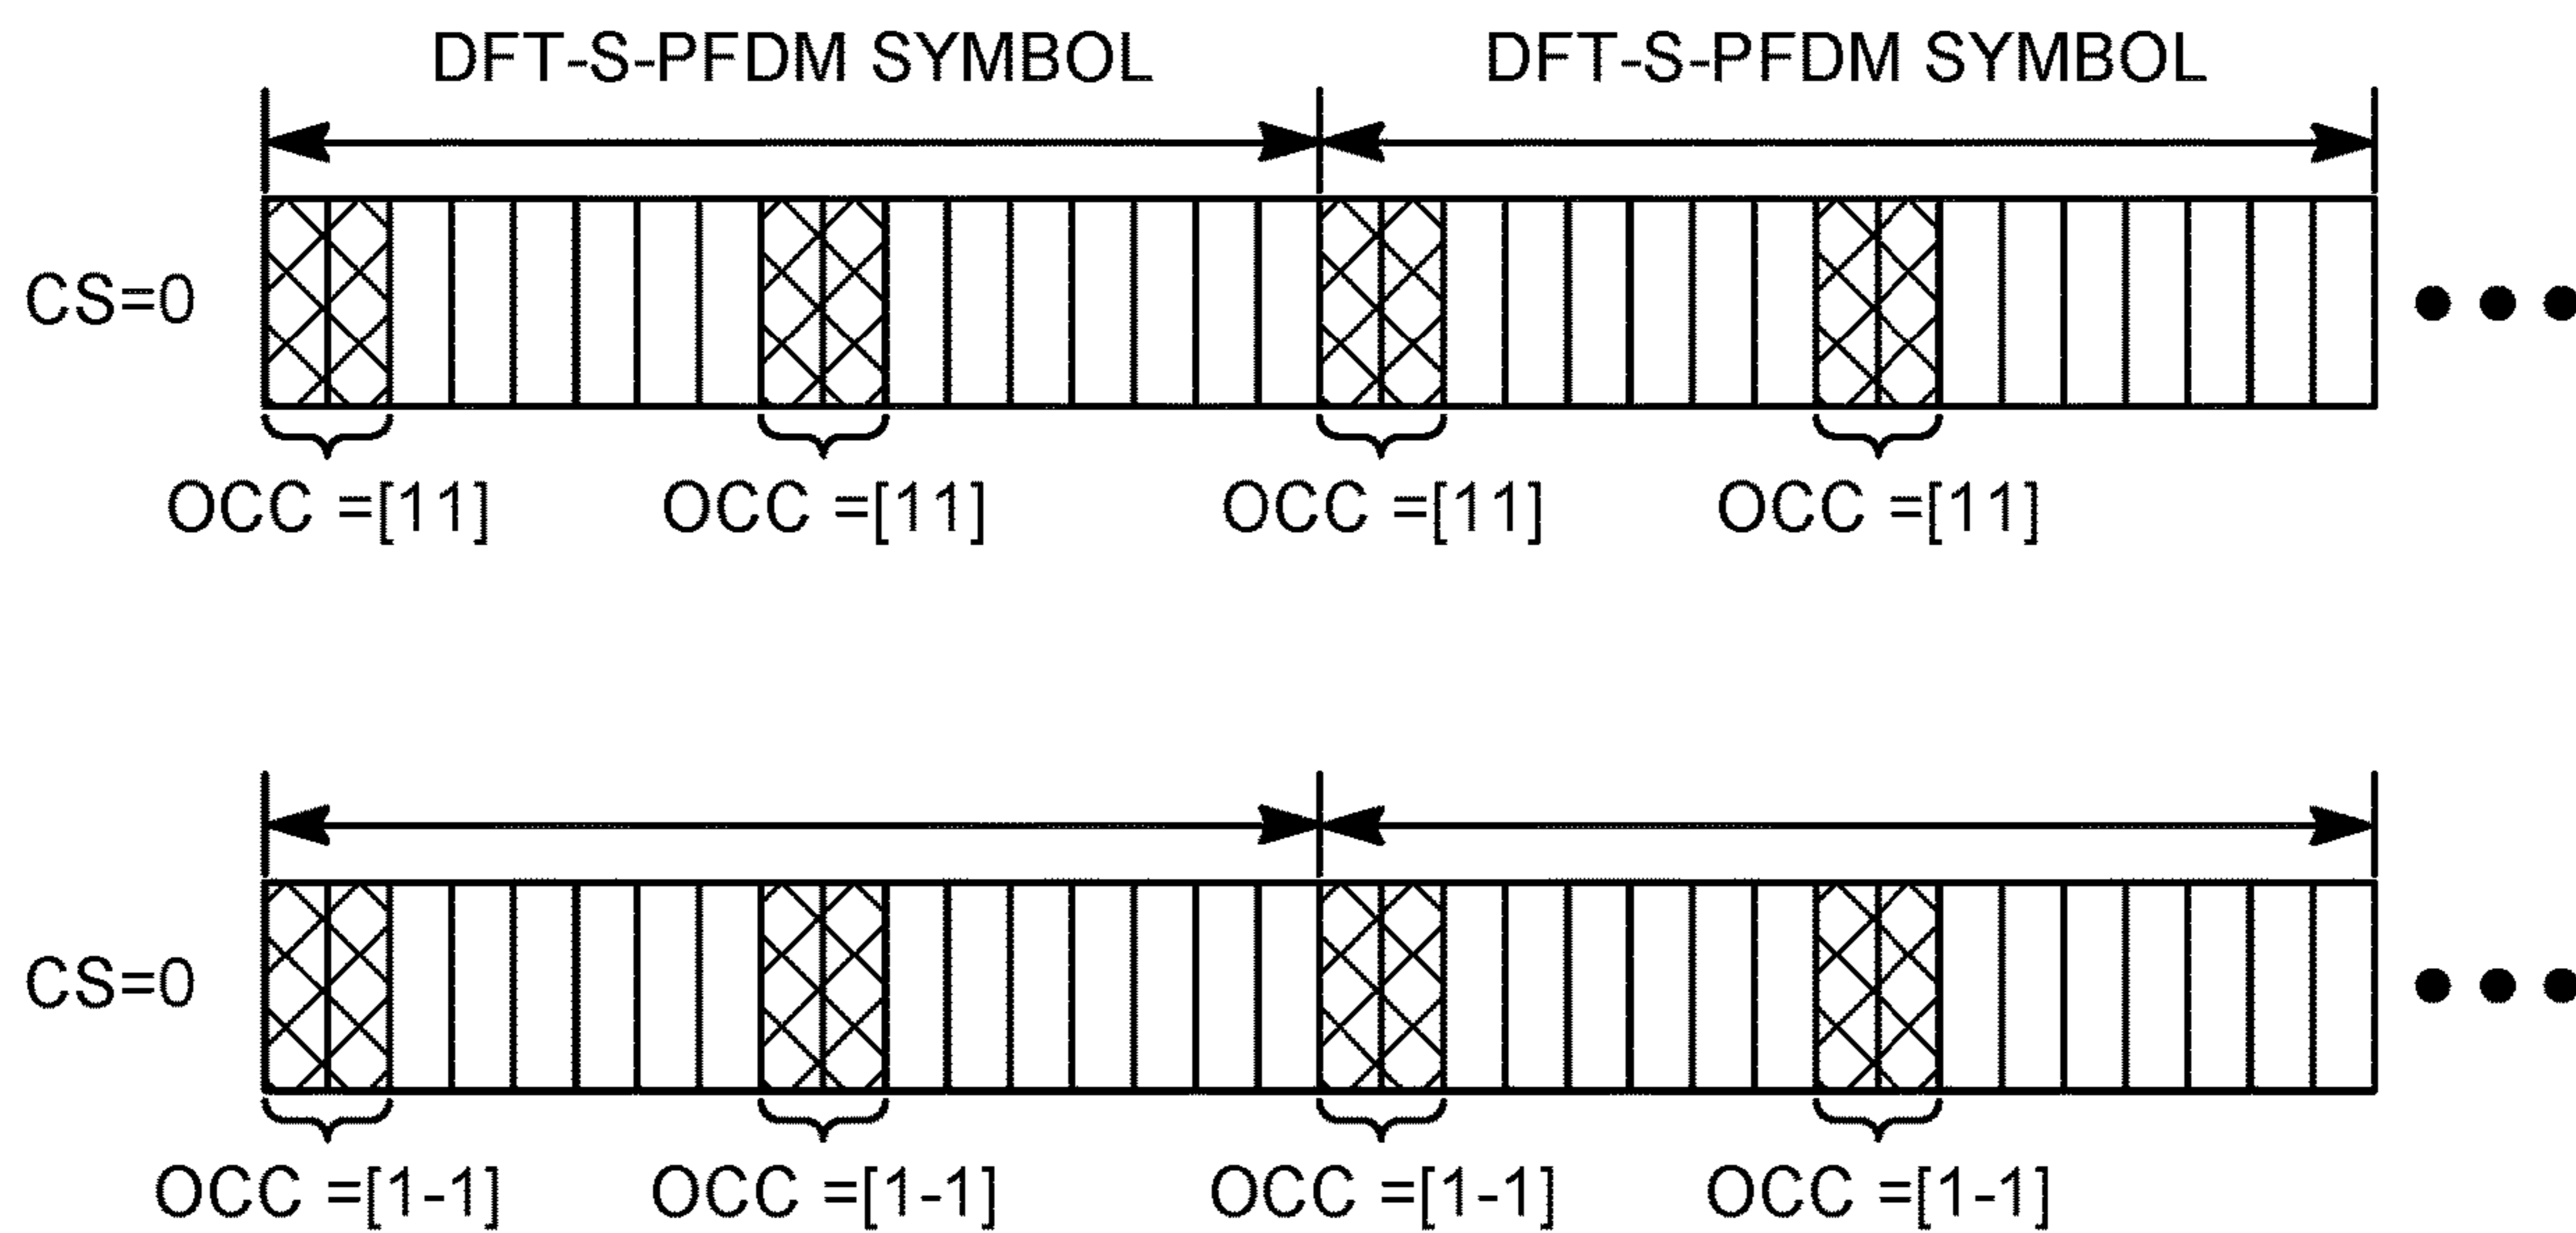 DFT-S-PFDM SYMBOL DFT-S-PFDM SYMBOL
CS=0
OCC =[11] OCC =[11] OCC =[11] OCC =[11]
CS=0
OCC =[1-1] OCC =[1-1] OCC =[1-1] OCC =[1-1]